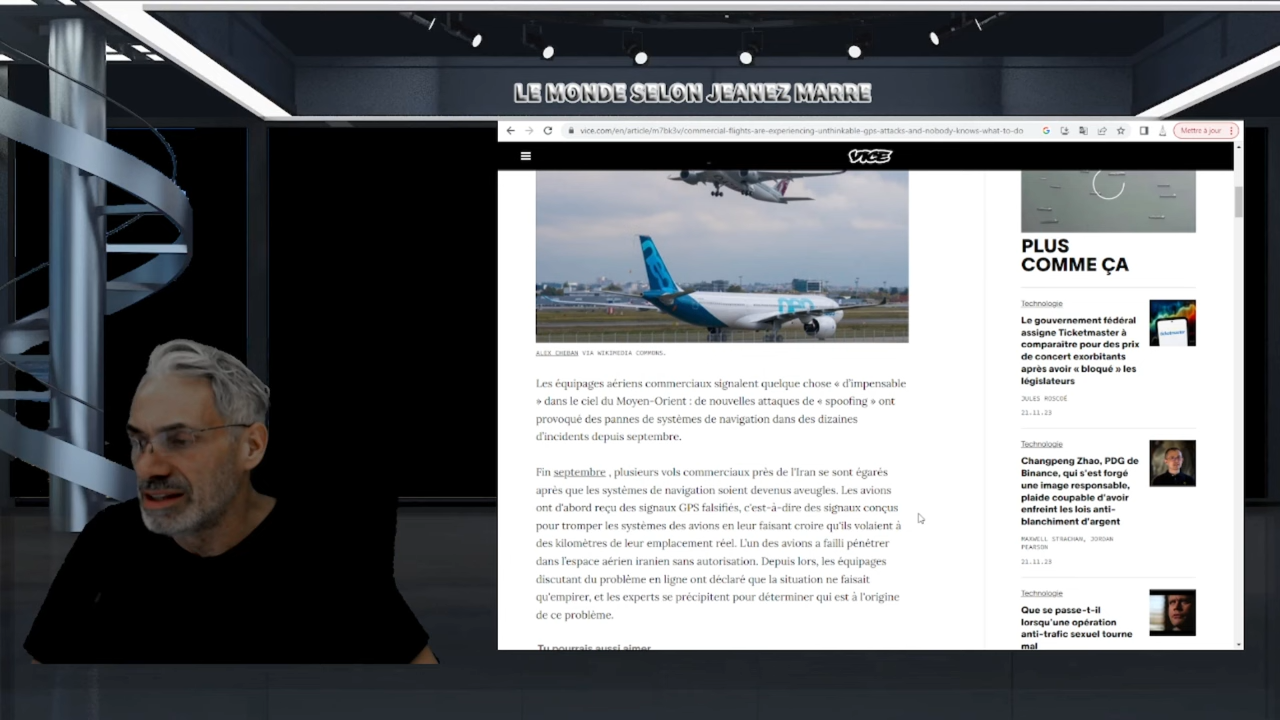 LE MONDE SELON JEANEZ MARRE
vice.com/en/article/m7bk3v/commercial-flights-are-experiencing-unthinkable-gps-attacks-and-nobody-knows-what-to-do
Mettre à jour
VICE
ALEX CHEBAN VIA WIKIMEDIA COMMONS.
Les équipages aériens commerciaux signalent quelque chose « d'impensable
» dans le ciel du Moyen-Orient : de nouvelles attaques de « spoofing » ont
provoqué des pannes de systèmes de navigation dans des dizaines
d'incidents depuis septembre.
Fin septembre , plusieurs vols commerciaux près de l'Iran se sont égarés
après que les systèmes de navigation soient devenus aveugles. Les avions
ont d'abord reçu des signaux GPS falsifiés, c'est-à-dire des signaux conçus
pour tromper les systèmes des avions en leur faisant croire qu'ils volaient à
des kilomètres de leur emplacement réel. L'un des avions a failli pénétrer
dans l'espace aérien iranien sans autorisation. Depuis lors, les équipages
discutant du problème en ligne ont déclaré que la situation ne faisait
qu'empirer, et les experts se précipitent pour déterminer qui est à l'origine
de ce problème.
Tu pourrais aussi aimer
PLUS
COMME ÇA
Technologie
Le gouvernement fédéral
assigne Ticketmaster à
comparaître pour des prix
de concert exorbitants
après avoir « bloqué » les
législateurs
JULES ROSCOE
21.11.23
Technologie
Changpeng Zhao, PDG de
Binance, qui s'est forgé
une image responsable,
plaide coupable d'avoir
enfreint les lois anti-
blanchiment d'argent
MAXWELL STRACHAN, JORDAN
PEARSON
21.11.23
Technologie
Que se passe-t-il
lorsqu'une opération
anti-trafic sexuel tourne
mal